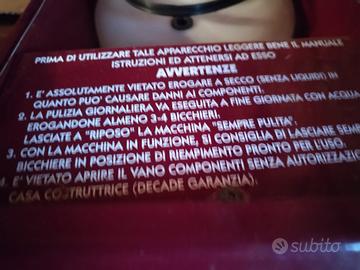 PRIMA DI UTILIZZARE TALE APPARECCHIO LEGGERE BENE IL MANUALE
ISTRUZIONI ED ATTENERSI AD ESSO
AVVERTENZE
1. E' ASSOLUTAMENTE VIETATO EROGARE A SECCO (SENZA LIQUIDI) IN
QUANTO PUO' CAUSARE DANNI AI COMPONENTI.
2. LA PULIZIA GIORNALIERA VA ESEGUITA A FINE GIORNATA CON ACQUA
EROGANDONE ALMENO 3-4 BICCHIERI.
LASCIATE A "RIPOSO" LA MACCHINA "SEMPRE PULITA".
3. CON LA MACCHINA IN FUNZIONE, SI CONSIGLIA DI LASCIARE SEMPRE
BICCHIERE IN POSIZIONE DI RIEMPIMENTO PRONTO PER L'USO.
4. E' VIETATO APRIRE IL VANO COMPONENTI SENZA AUTORIZZAZIONE
CASA COSTRUTTRICE (DECADE GARANZIA).
subito